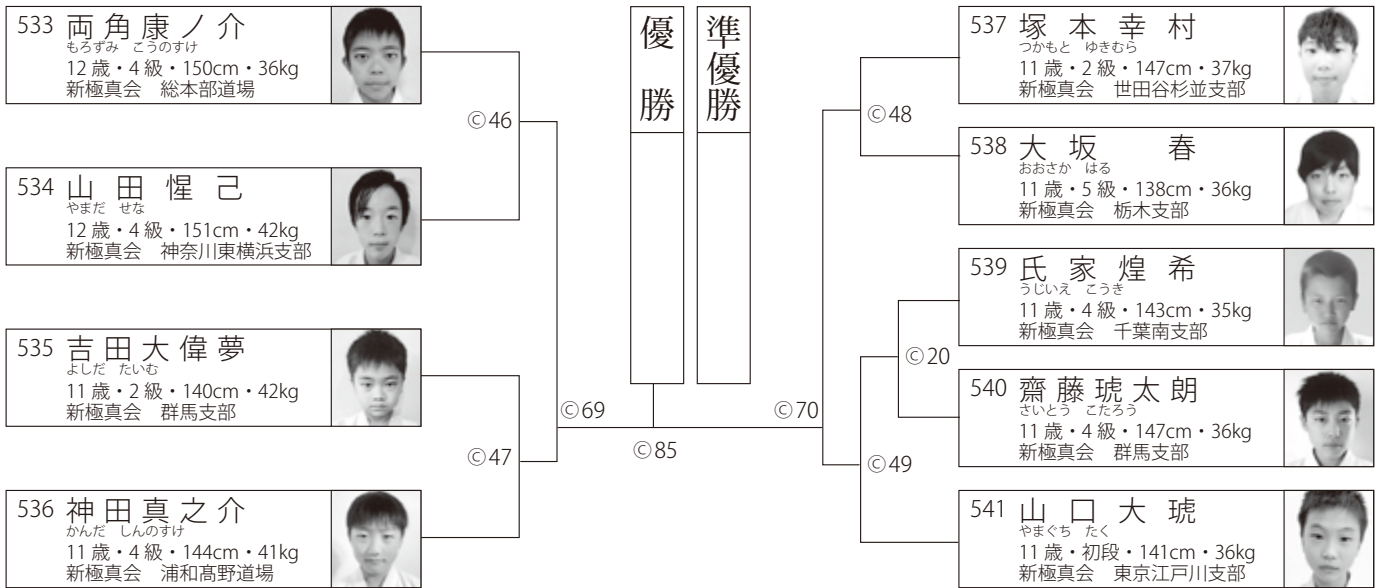 533 両角康ノ介
もろずみ こうのすけ
12歳・4級・150cm・36kg
新極真会 総本部道場
534 山田惺己
やまだ せな
12歳・4級・151cm・42kg
新極真会 神奈川東横浜支部
535 吉田大偉夢
よしだ たいむ
11歳・2級・140cm・42kg
新極真会 群馬支部
536 神田真之介
かんだ しんのすけ
11歳・4級・144cm・41kg
新極真会 浦和髙野道場
Ⓒ46
Ⓒ47
Ⓒ69
優勝
準優勝
Ⓒ85
Ⓒ70
Ⓒ48
Ⓒ20
Ⓒ49
537 塚本幸村
つかもと ゆきむら
11歳・2級・147cm・37kg
新極真会 世田谷杉並支部
538 大坂 春
おおさか はる
11歳・5級・138cm・36kg
新極真会 栃木支部
539 氏家煌希
うじいえ こうき
11歳・4級・143cm・35kg
新極真会 千葉南支部
540 齋藤琥太朗
さいとう こたろう
11歳・4級・147cm・36kg
新極真会 群馬支部
541 山口大琥
やまぐち たく
11歳・初段・141cm・36kg
新極真会 東京江戸川支部